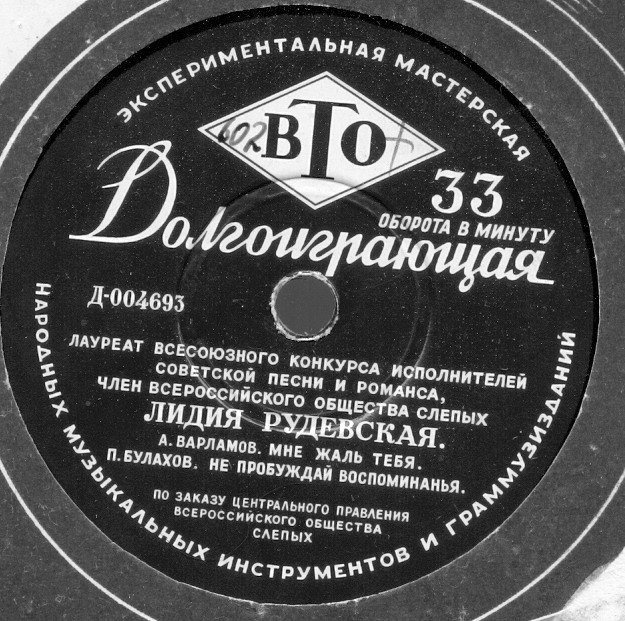 ЭКСПЕРИМЕНТАЛЬНАЯ МАСТЕРСКАЯ
602
ВТО
Долгоиграющая
33
ОБОРОТА В МИНУТУ
Д-004693
ЛАУРЕАТ ВСЕСОЮЗНОГО КОНКУРСА ИСПОЛНИТЕЛЕЙ
СОВЕТСКОЙ ПЕСНИ И РОМАНСА,
ЧЛЕН ВСЕРОССИЙСКОГО ОБЩЕСТВА СЛЕПЫХ
ЛИДИЯ РУДЕВСКАЯ.
А. ВАРЛАМОВ. МНЕ ЖАЛЬ ТЕБЯ.
П. БУЛАХОВ. НЕ ПРОБУЖДАЙ ВОСПОМИНАНЬЯ.
ПО ЗАКАЗУ ЦЕНТРАЛЬНОГО ПРАВЛЕНИЯ
ВСЕРОССИЙСКОГО ОБЩЕСТВА
СЛЕПЫХ
НАРОДНЫХ МУЗЫКАЛЬНЫХ ИНСТРУМЕНТОВ И ГРАММУЗИЗДАНИЙ